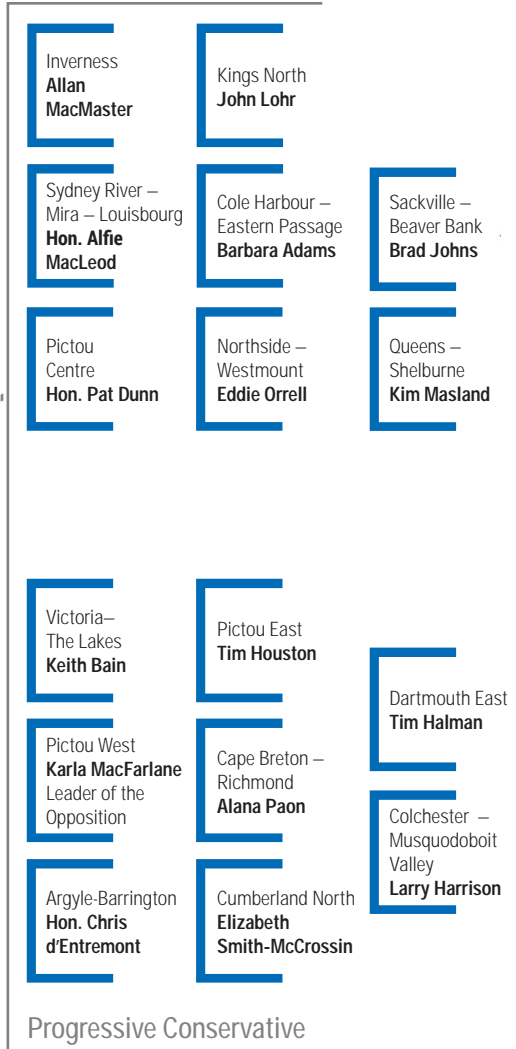 Inverness
Allan
MacMaster
Kings North
John Lohr
Sydney River –
Mira – Louisbourg
Hon. Alfie
MacLeod
Cole Harbour –
Eastern Passage
Barbara Adams
Sackville –
Beaver Bank
Brad Johns
Pictou
Centre
Hon. Pat Dunn
Northside –
Westmount
Eddie Orrell
Queens –
Shelburne
Kim Masland
Victoria–
The Lakes
Keith Bain
Pictou East
Tim Houston
Dartmouth East
Tim Halman
Pictou West
Karla MacFarlane
Leader of the
Opposition
Cape Breton –
Richmond
Alana Paon
Colchester –
Musquodoboit
Valley
Larry Harrison
Argyle-Barrington
Hon. Chris
d'Entremont
Cumberland North
Elizabeth
Smith-McCrossin
Progressive Conservative